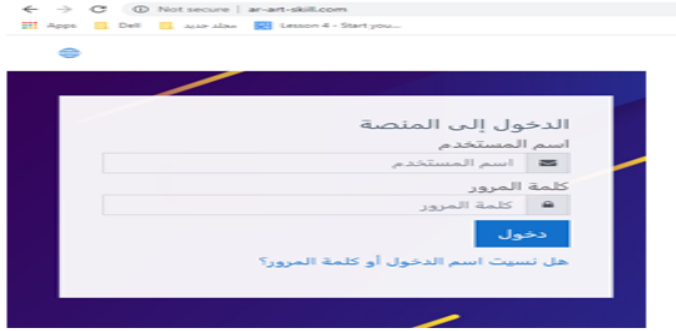 Not secure | ar-art-skill.com
Apps Dell مجلد جديد Lesson 4 - Start you...
الدخول إلى المنصة
اسم المستخدم
اسم المستخدم
كلمة المرور
كلمة المرور
دخول
هل نسيت اسم الدخول أو كلمة المرور؟